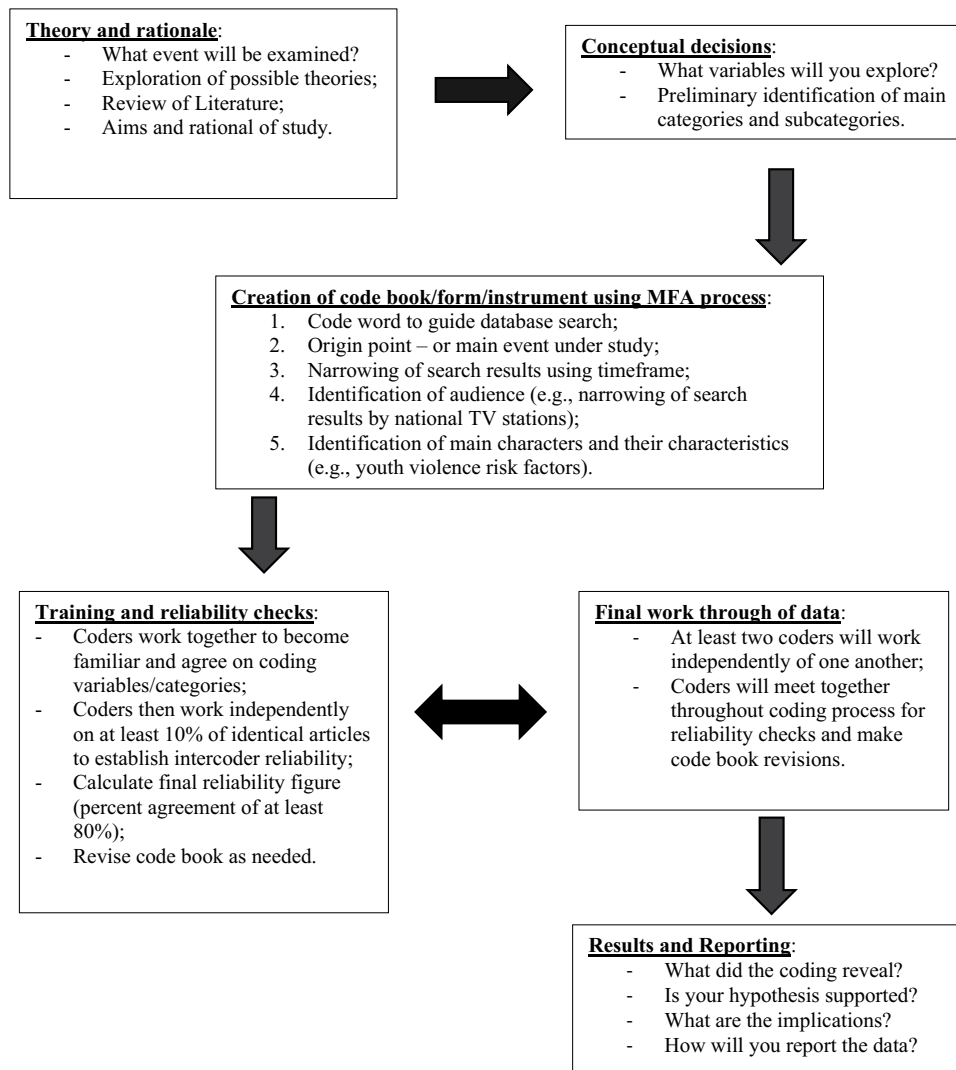 Theory and rationale:
- What event will be examined?
- Exploration of possible theories;
- Review of Literature;
- Aims and rational of study.
Conceptual decisions:
- What variables will you explore?
- Preliminary identification of main
categories and subcategories.
Creation of code book/form/instrument using MFA process:
1. Code word to guide database search;
2. Origin point – or main event under study;
3. Narrowing of search results using timeframe;
4. Identification of audience (e.g., narrowing of search
results by national TV stations);
5. Identification of main characters and their characteristics
(e.g., youth violence risk factors).
Training and reliability checks:
- Coders work together to become
familiar and agree on coding
variables/categories;
- Coders then work independently
on at least 10% of identical articles
to establish intercoder reliability;
- Calculate final reliability figure
(percent agreement of at least
80%);
- Revise code book as needed.
Final work through of data:
- At least two coders will work
independently of one another;
- Coders will meet together
throughout coding process for
reliability checks and make
code book revisions.
Results and Reporting:
- What did the coding reveal?
- Is your hypothesis supported?
- What are the implications?
- How will you report the data?